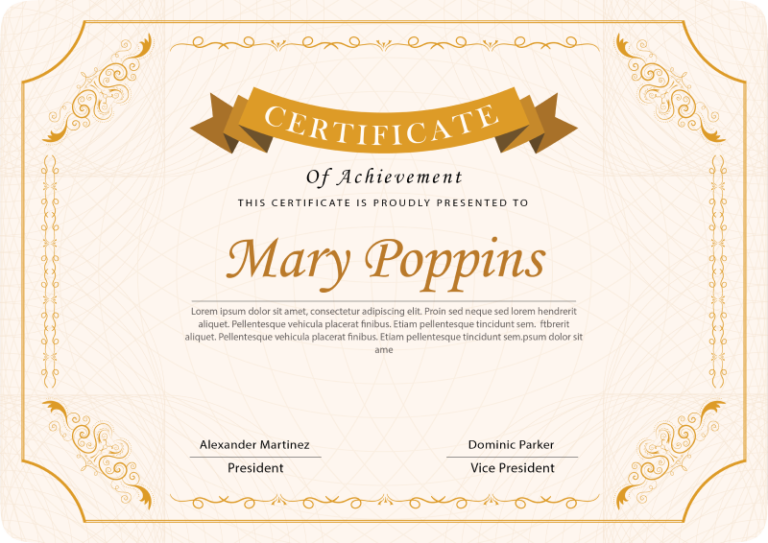 CERTIFICATE
Of Achievement
THIS CERTIFICATE IS PROUDLY PRESENTED TO
Mary Poppins
Lorem ipsum dolor sit amet, consectetur adipiscing elit. Proin sed neque sed lorem hendrerit
aliquet. Pellentesque vehicula placerat finibus. Etiam pellentesque tincidunt sem. ftbrerit
aliquet. Pellentesque vehicula placerat finibus. Etiam pellentesque tincidunt sem.psum dolor sit
ame
Alexander Martinez Dominic Parker
President Vice President